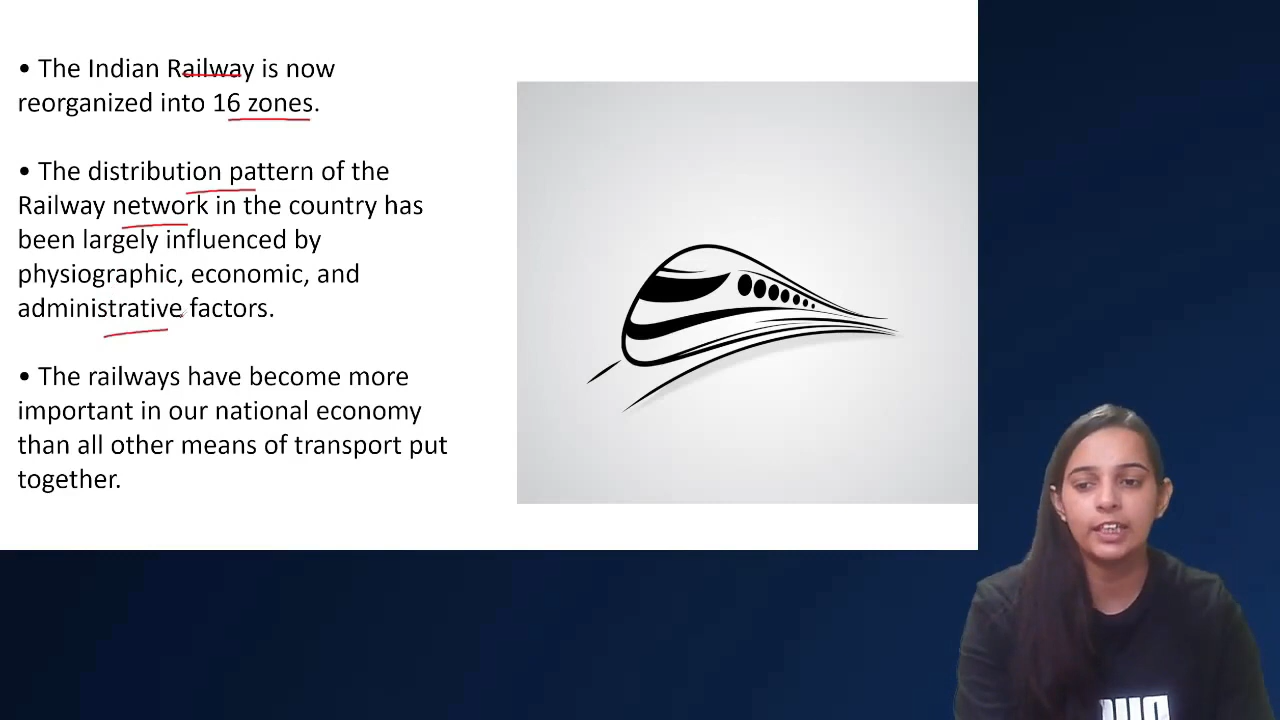 • The Indian Railway is now
reorganized into 16 zones.
• The distribution pattern of the
Railway network in the country has
been largely influenced by
physiographic, economic, and
administrative factors.
• The railways have become more
important in our national economy
than all other means of transport put
together.